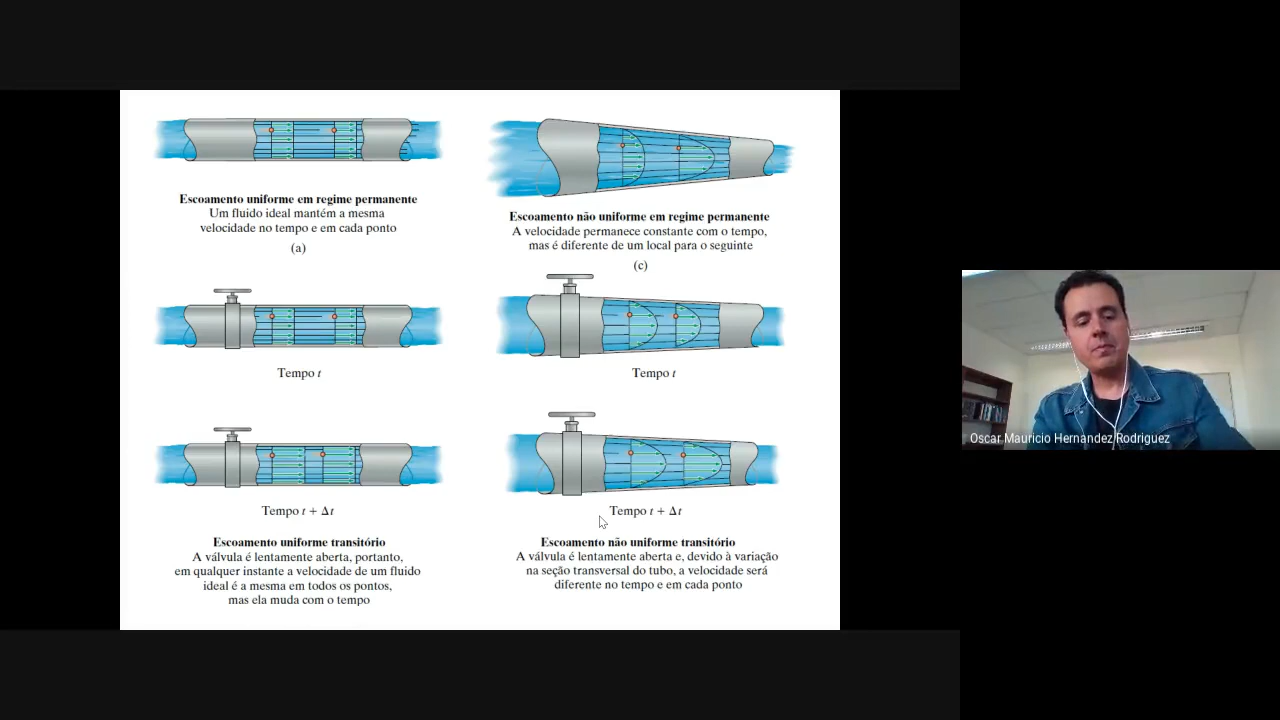 Escoamento uniforme em regime permanente
Um fluido ideal mantém a mesma
velocidade no tempo e em cada ponto
(a)
Escoamento não uniforme em regime permanente
A velocidade permanece constante com o tempo,
mas é diferente de um local para o seguinte
(c)
Tempo t
Tempo t
Tempo t + Δt
Tempo t + Δt
Escoamento uniforme transitório
A válvula é lentamente aberta, portanto,
em qualquer instante a velocidade de um fluido
ideal é a mesma em todos os pontos,
mas ela muda com o tempo
Escoamento não uniforme transitório
A válvula é lentamente aberta e, devido à variação
na seção transversal do tubo, a velocidade será
diferente no tempo e em cada ponto
Oscar Mauricio Hernandez Rodriguez